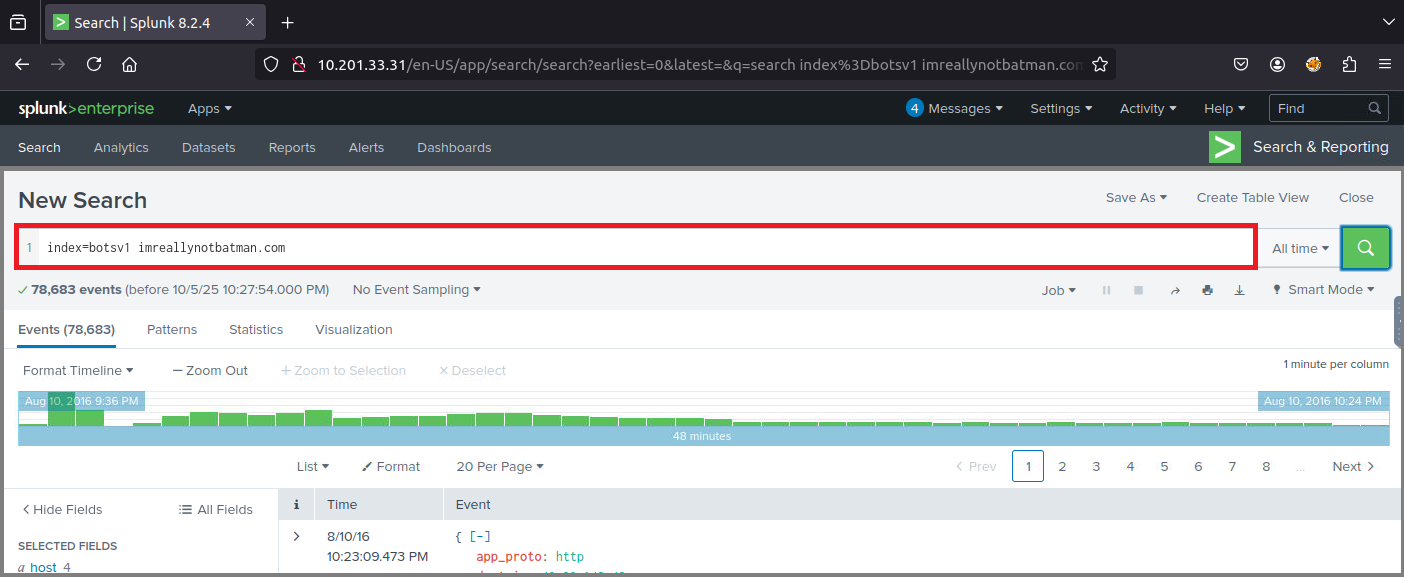 Search | Splunk 8.2.4
10.201.33.31/en-US/app/search/search?earliest=0&latest=&q=search index%3Dbotsv1 imreallynotbatman.com
splunk>enterprise Apps 4 Messages Settings Activity Help Find
Search Analytics Datasets Reports Alerts Dashboards Search & Reporting
New Search Save As Create Table View Close
1 index=botsv1 imreallynotbatman.com All time
78,683 events (before 10/5/25 10:27:54.000 PM) No Event Sampling Job Smart Mode
Events (78,683) Patterns Statistics Visualization
Format Timeline — Zoom Out + Zoom to Selection × Deselect 1 minute per column
Aug 10, 2016 9:36 PM Aug 10, 2016 10:24 PM
48 minutes
List Format 20 Per Page < Prev 1 2 3 4 5 6 7 8 ... Next >
< Hide Fields All Fields i Time Event
SELECTED FIELDS
a host 4
> 8/10/16
10:23:09.473 PM
{ [-]
app_proto: http